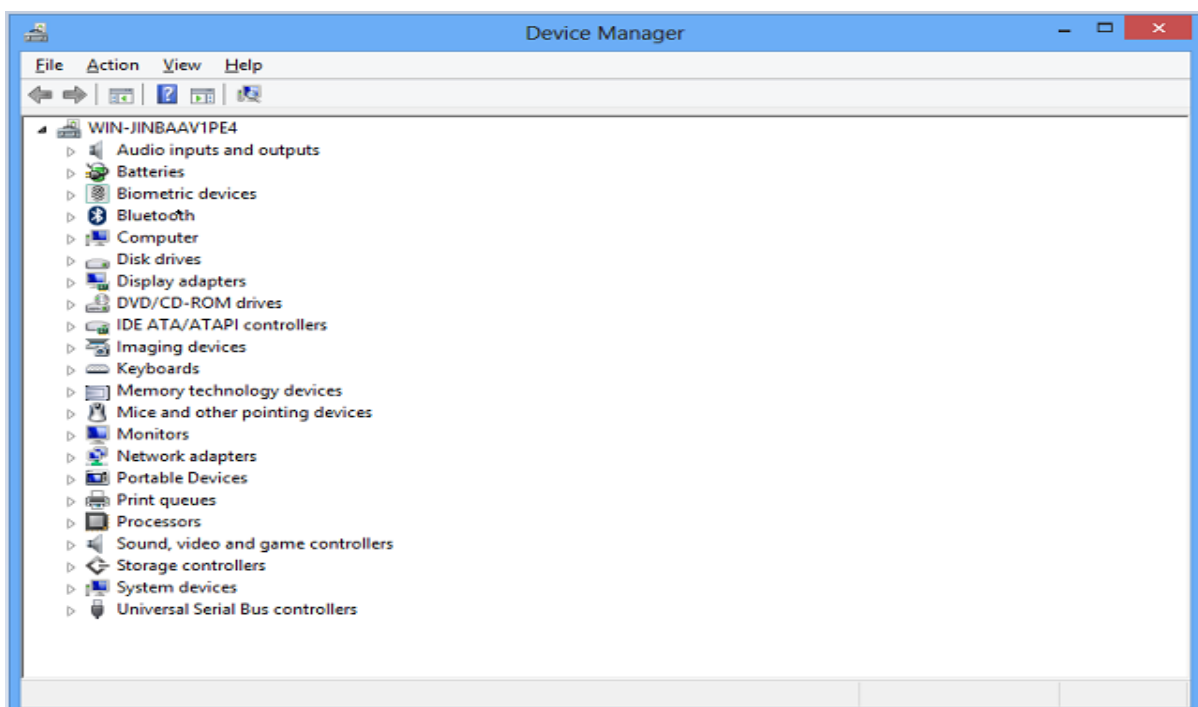 Device Manager
File Action View Help
WIN-JINBAAV1PE4
Audio inputs and outputs
Batteries
Biometric devices
Bluetooth
Computer
Disk drives
Display adapters
DVD/CD-ROM drives
IDE ATA/ATAPI controllers
Imaging devices
Keyboards
Memory technology devices
Mice and other pointing devices
Monitors
Network adapters
Portable Devices
Print queues
Processors
Sound, video and game controllers
Storage controllers
System devices
Universal Serial Bus controllers